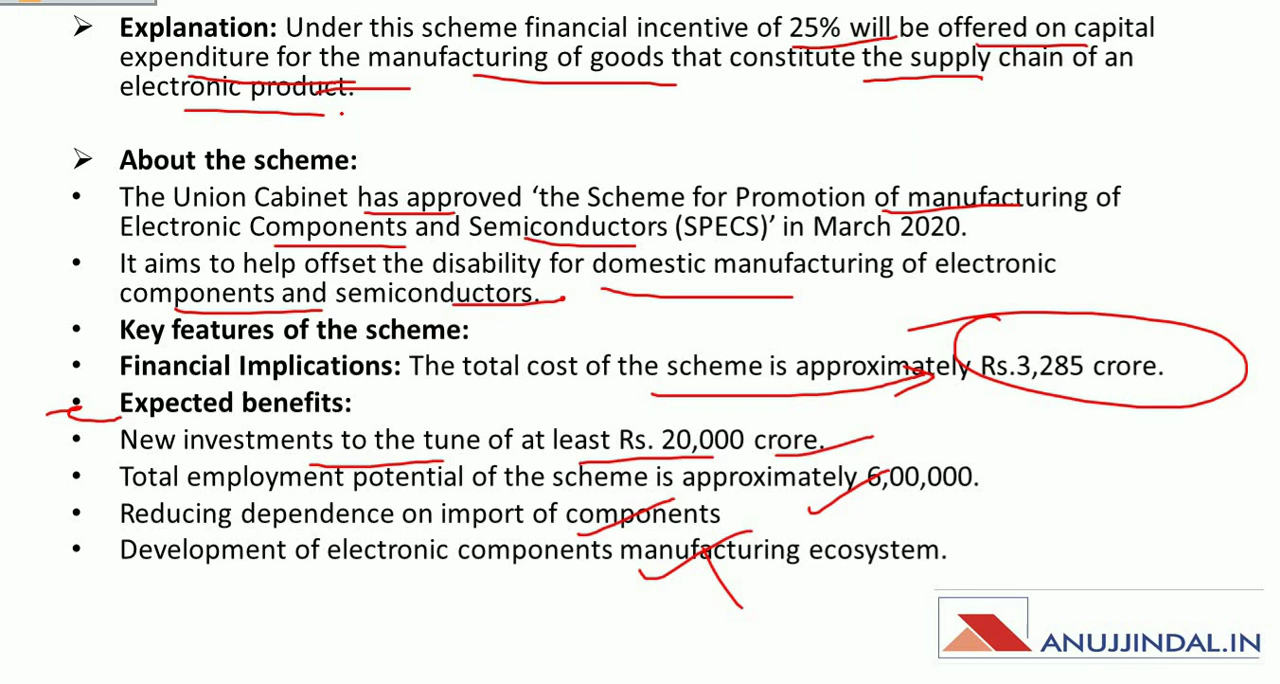 ➢ Explanation: Under this scheme financial incentive of 25% will be offered on capital
expenditure for the manufacturing of goods that constitute the supply chain of an
electronic product.
➢ About the scheme:
• The Union Cabinet has approved ‘the Scheme for Promotion of manufacturing of
Electronic Components and Semiconductors (SPECS)’ in March 2020.
• It aims to help offset the disability for domestic manufacturing of electronic
components and semiconductors.
• Key features of the scheme:
• Financial Implications: The total cost of the scheme is approximately Rs.3,285 crore.
• Expected benefits:
• New investments to the tune of at least Rs. 20,000 crore.
• Total employment potential of the scheme is approximately 6,00,000.
• Reducing dependence on import of components
• Development of electronic components manufacturing ecosystem.
ANUJJINDAL.IN